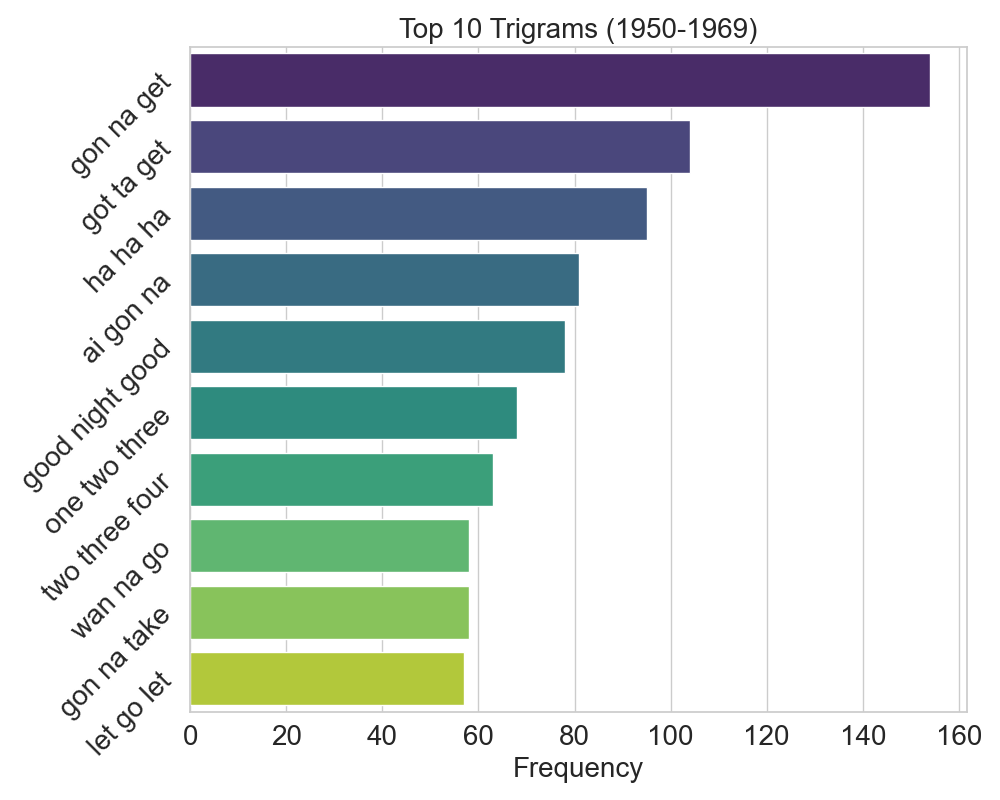 Top 10 Trigrams (1950-1969)
gon na get
got ta get
ha ha ha
ai gon na
good night good
one two three
two three four
wan na go
gon na take
let go let
0 20 40 60 80 100 120 140 160
Frequency